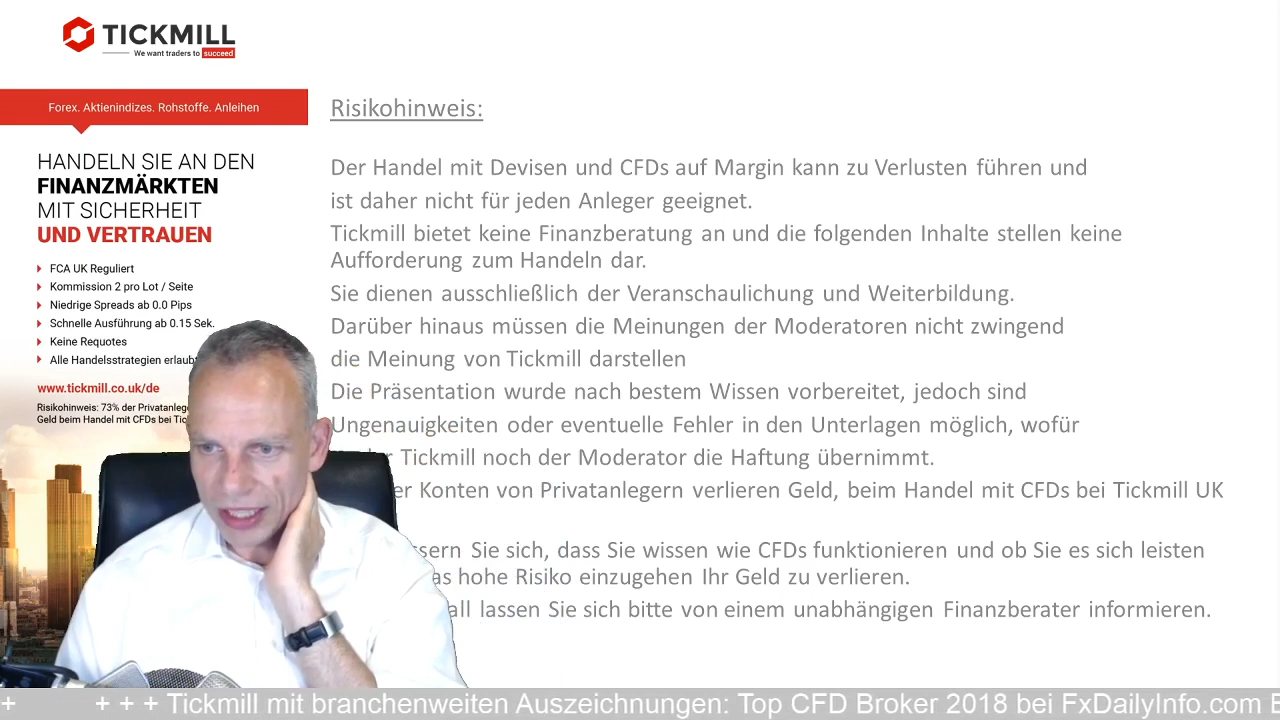 TICKMILL
We want traders to succeed
Forex. Aktienindizes. Rohstoffe. Anleihen
HANDELN SIE AN DEN
FINANZMÄRKTEN
MIT SICHERHEIT
UND VERTRAUEN
FCA UK Reguliert
Kommission 2 pro Lot / Seite
Niedrige Spreads ab 0.0 Pips
Schnelle Ausführung ab 0.15 Sek.
Keine Requotes
Alle Handelsstrategien
www.tickmill.co.uk/de
Risikohinweis: 73% der
Geld beim Handel mit CFDs bei
Risikohinweis:
Der Handel mit Devisen und CFDs auf Margin kann zu Verlusten führen und
ist daher nicht für jeden Anleger geeignet.
Tickmill bietet keine Finanzberatung an und die folgenden Inhalte stellen keine
Aufforderung zum Handeln dar.
Sie dienen ausschließlich der Veranschaulichung und Weiterbildung.
Darüber hinaus müssen die Meinungen der Moderatoren nicht zwingend
die Meinung von Tickmill darstellen
Die Präsentation wurde nach bestem Wissen vorbereitet, jedoch sind
Ungenauigkeiten oder eventuelle Fehler in den Unterlagen möglich, wofür
Tickmill noch der Moderator die Haftung übernimmt.
Konten von Privatanlegern verlieren Geld, beim Handel mit CFDs bei Tickmill UK
Sie sich, dass Sie wissen wie CFDs funktionieren und ob Sie es sich leisten
hohe Risiko einzugehen Ihr Geld zu verlieren.
lassen Sie sich bitte von einem unabhängigen Finanzberater informieren.
+ + + + Tickmill mit branchenweiten Auszeichnungen: Top CFD Broker 2018 bei FxDailyInfo.com